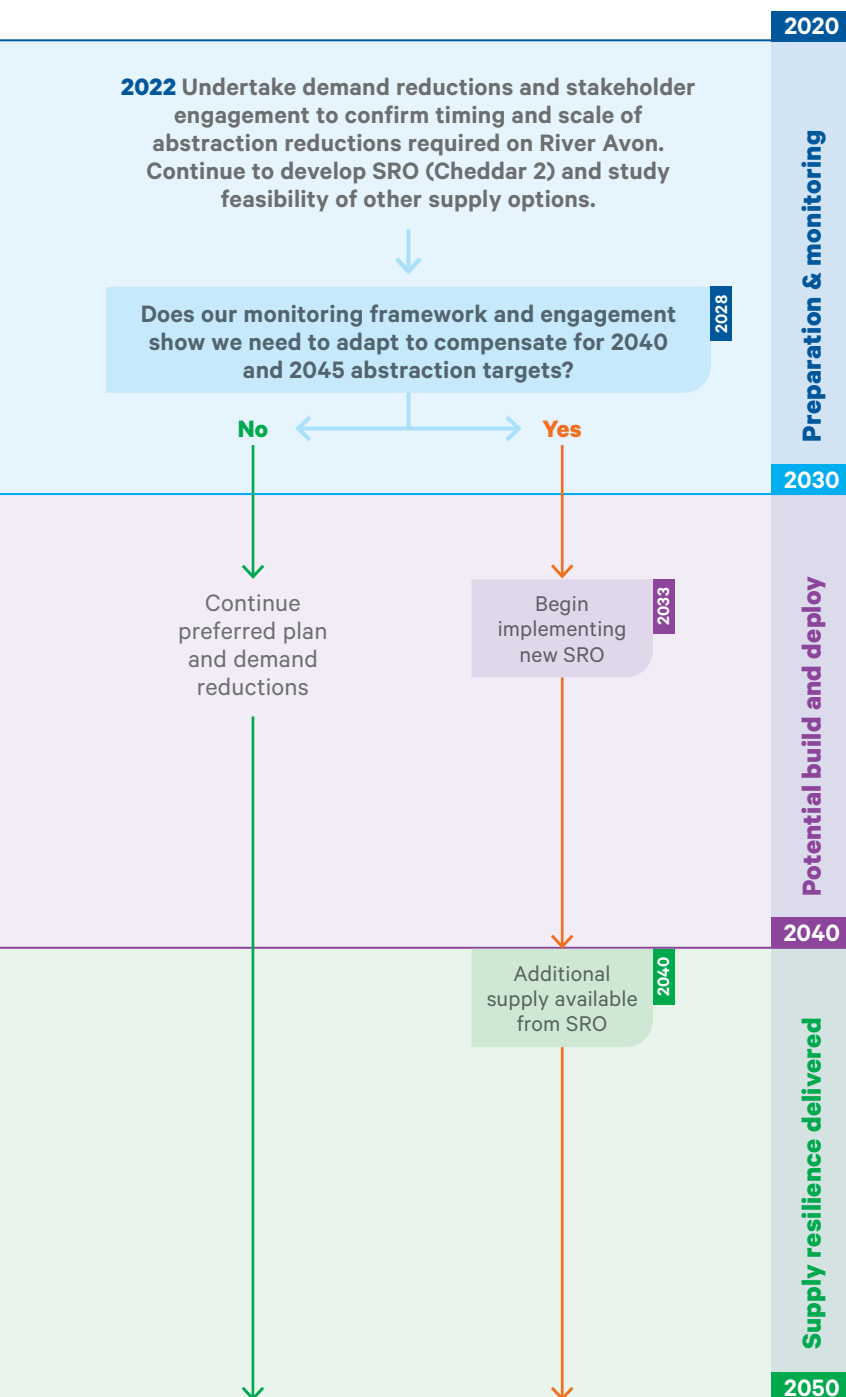 2020
2022 Undertake demand reductions and stakeholder
engagement to confirm timing and scale of
abstraction reductions required on River Avon.
Continue to develop SRO (Cheddar 2) and study
feasibility of other supply options.
Preparation & monitoring
Does our monitoring framework and engagement
show we need to adapt to compensate for 2040
and 2045 abstraction targets?
2028
No
Yes
2030
Continue
preferred plan
and demand
reductions
Begin
implementing
new SRO
2033
Potential build and deploy
2040
Additional
supply available
from SRO
2040
Supply resilience delivered
2050